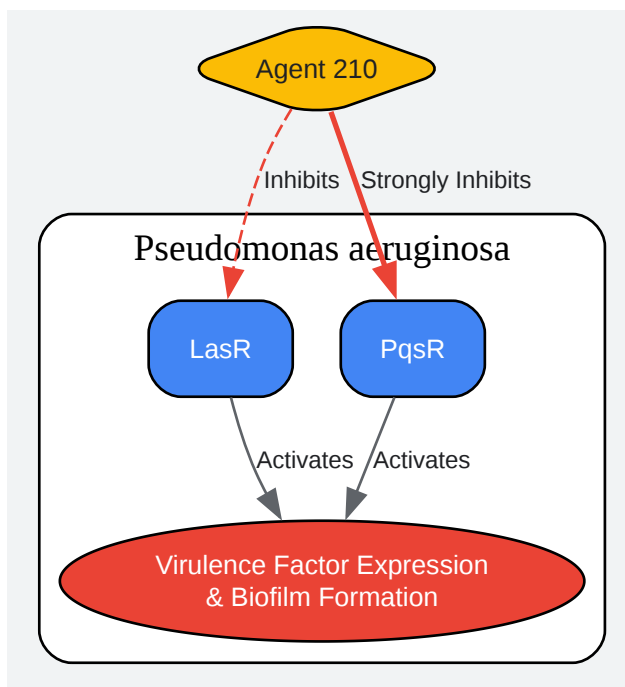 Agent 210
Inhibits
Strongly Inhibits
Pseudomonas aeruginosa
LasR
PqsR
Activates
Activates
Virulence Factor Expression
& Biofilm Formation